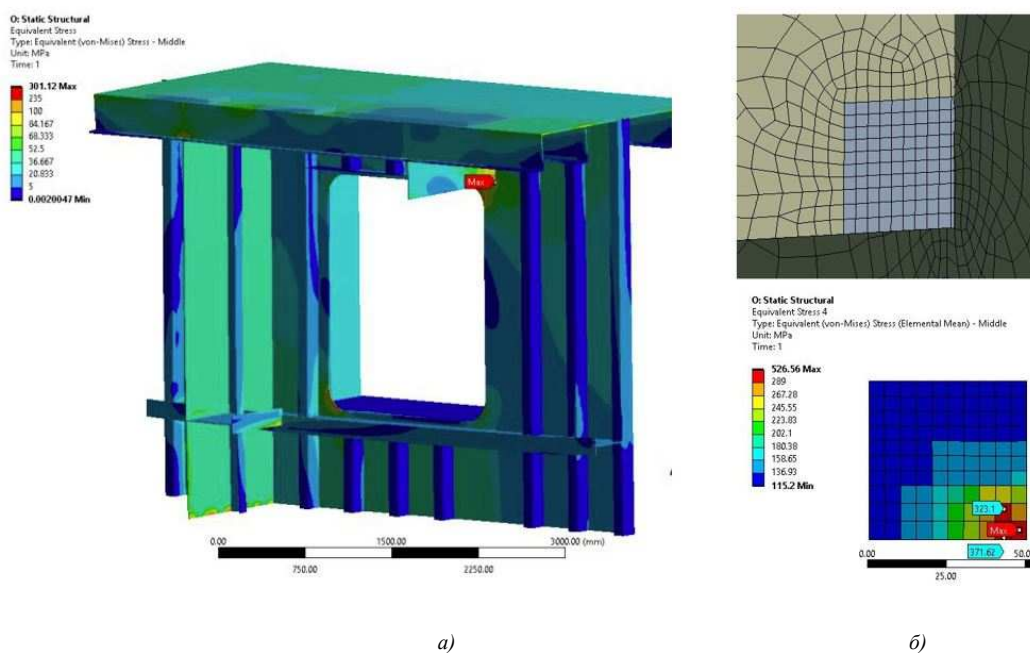 O: Static Structural
Equivalent Stress
Type: Equivalent (von-Mises) Stress - Middle
Unit: MPa
Time: 1
301.12 Max
235
100
84.167
68.333
52.5
36.667
20.833
5
0.0020047 Min
Max
0.00
1500.00
3000.00 (mm)
750.00
2250.00
а)
O: Static Structural
Equivalent Stress 4
Type: Equivalent (von-Mises) Stress (Elemental Mean) - Middle
Unit: MPa
Time: 1
526.56 Max
289
267.28
245.55
223.83
202.1
180.38
158.65
136.93
115.2 Min
323.1
Max
371.62
0.00
50.0
25.00
б)